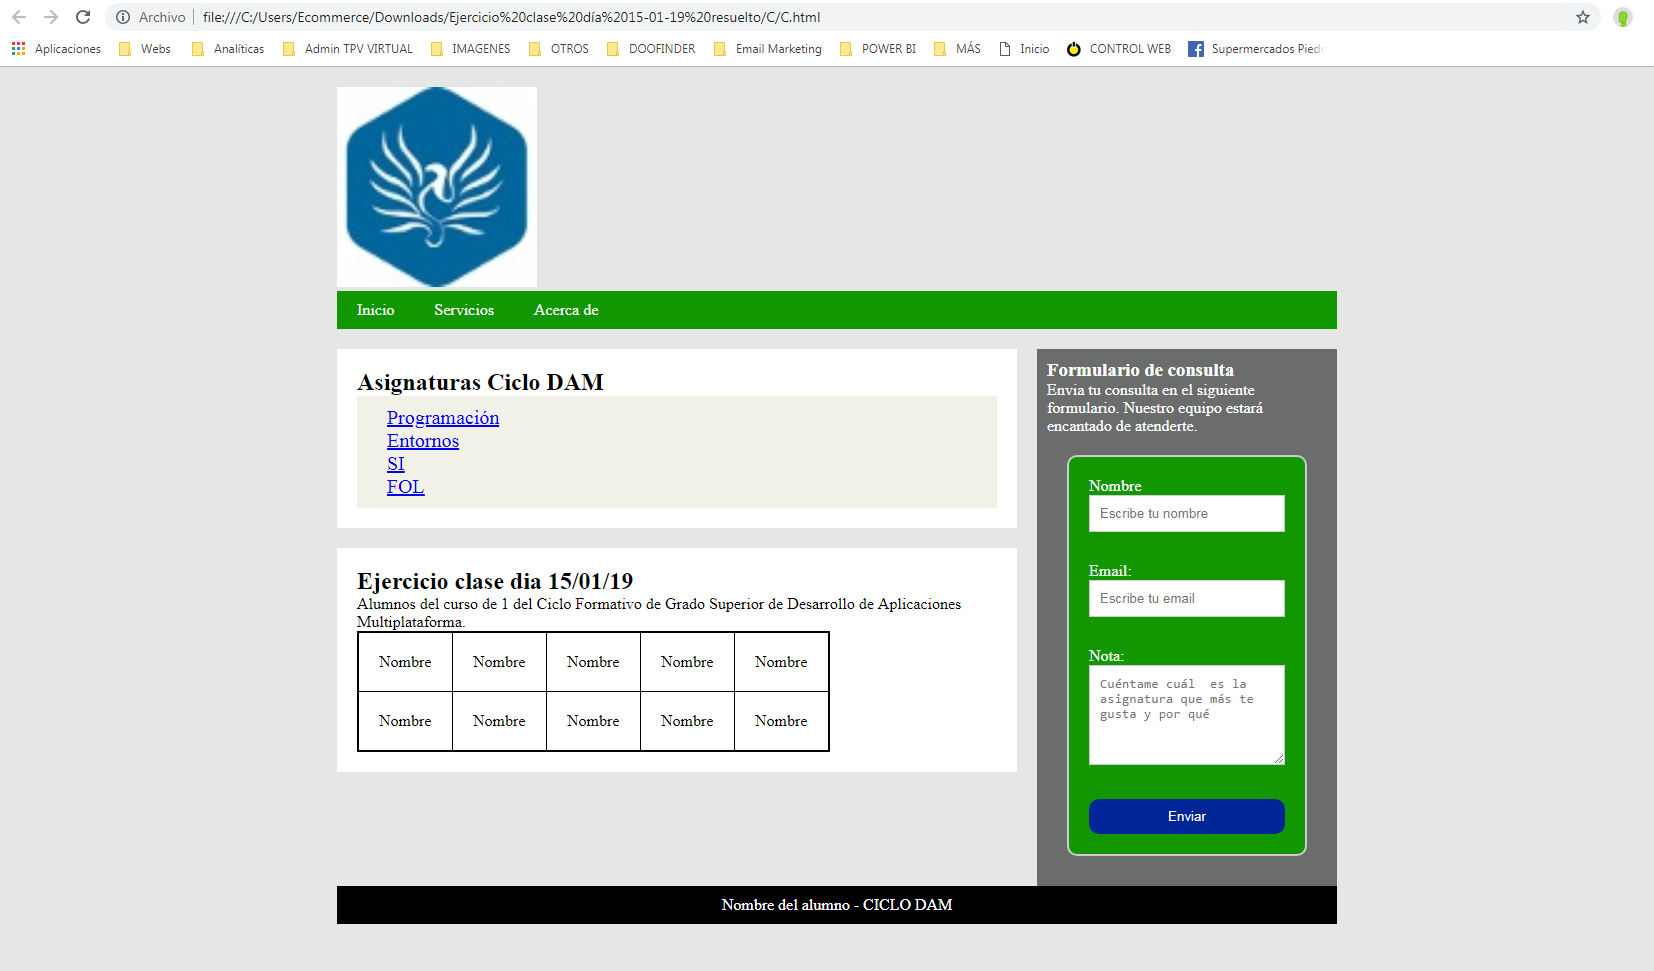 Archivo file:///C:/Users/Ecommerce/Downloads/Ejercicio%20clase%20día%2015-01-19%20resuelto/C/C.html
Aplicaciones Webs Analíticas Admin TPV VIRTUAL IMAGENES OTROS DOOFINDER Email Marketing POWER BI MÁS Inicio CONTROL WEB Supermercados Piedr
Inicio Servicios Acerca de
Asignaturas Ciclo DAM
Programación
Entornos
SI
FOL
Ejercicio clase dia 15/01/19
Alumnos del curso de 1 del Ciclo Formativo de Grado Superior de Desarrollo de Aplicaciones
Multiplataforma.
Nombre Nombre Nombre Nombre Nombre
Nombre Nombre Nombre Nombre Nombre
Formulario de consulta
Envia tu consulta en el siguiente
formulario. Nuestro equipo estará
encantado de atenderte.
Nombre
Escribe tu nombre
Email:
Escribe tu email
Nota:
Cuéntame cuál  es la
asignatura que más te
gusta y por qué
Enviar
Nombre del alumno - CICLO DAM